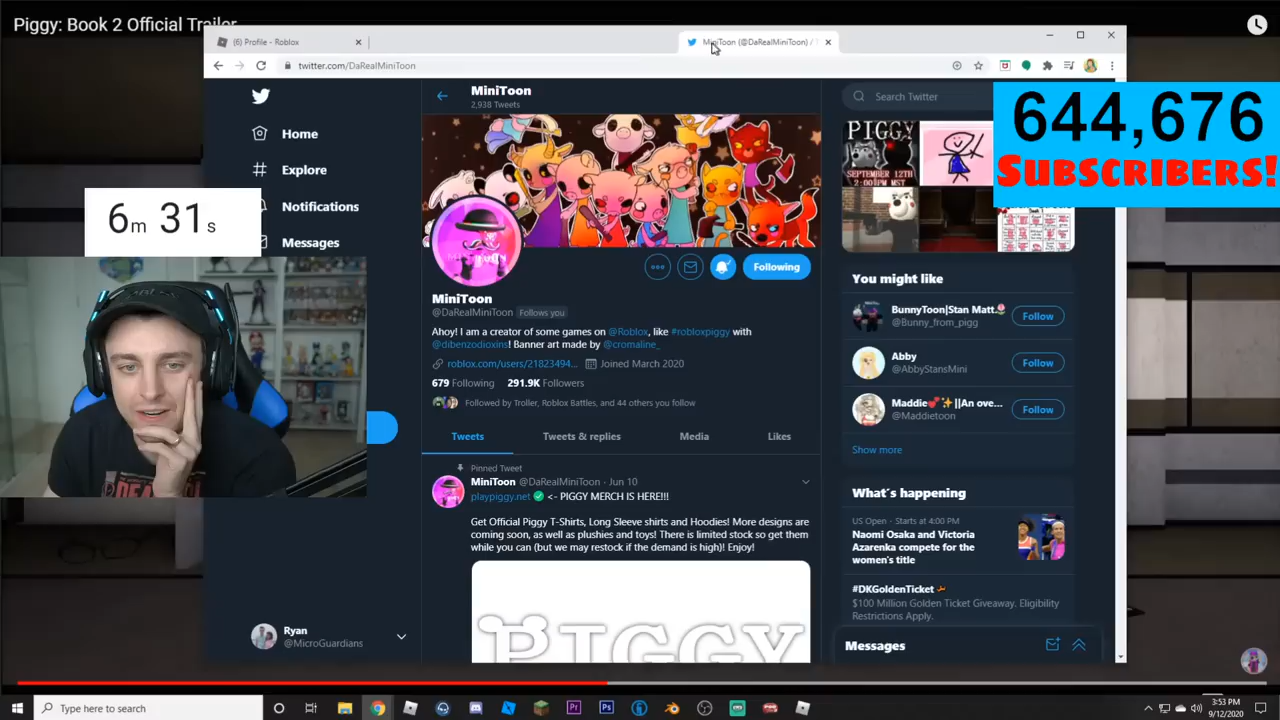 Piggy: Book 2 Official Trailer
(6) Profile - Roblox
MiniToon (@DaRealMiniToon) /
twitter.com/DaRealMiniToon
MiniToon
2,938 Tweets
Search Twitter
Home
Explore
Notifications
Messages
644,676
SUBSCRIBERS!
6m 31s
PIGGY
SEPTEMBER 12TH
2:00PM MST
Following
MiniToon
@DaRealMiniToon Follows you
Ahoy! I am a creator of some games on @Roblox, like #robloxpiggy with
@dibenzodioxins! Banner art made by @cromaline_
roblox.com/users/21823494... Joined March 2020
679 Following 291.9K Followers
Followed by Troller, Roblox Battles, and 44 others you follow
Tweets Tweets & replies Media Likes
Pinned Tweet
MiniToon @DaRealMiniToon · Jun 10
playpiggy.net <- PIGGY MERCH IS HERE!!!
Get Official Piggy T-Shirts, Long Sleeve shirts and Hoodies! More designs are
coming soon, as well as plushies and toys! There is limited stock so get them
while you can (but we may restock if the demand is high)! Enjoy!
PIGGY
You might like
BunnyToon|Stan Matt..
@Bunny_from_pigg
Follow
Abby
@AbbyStansMini
Follow
Maddie ||An ove...
@Maddietoon
Follow
Show more
What's happening
US Open · Starts at 4:00 PM
Naomi Osaka and Victoria
Azarenka compete for the
women's title
#DKGoldenTicket
$100 Million Golden Ticket Giveaway. Eligibility
Restrictions Apply.
Messages
Ryan
@MicroGuardians
Type here to search
3:53 PM
9/12/2020